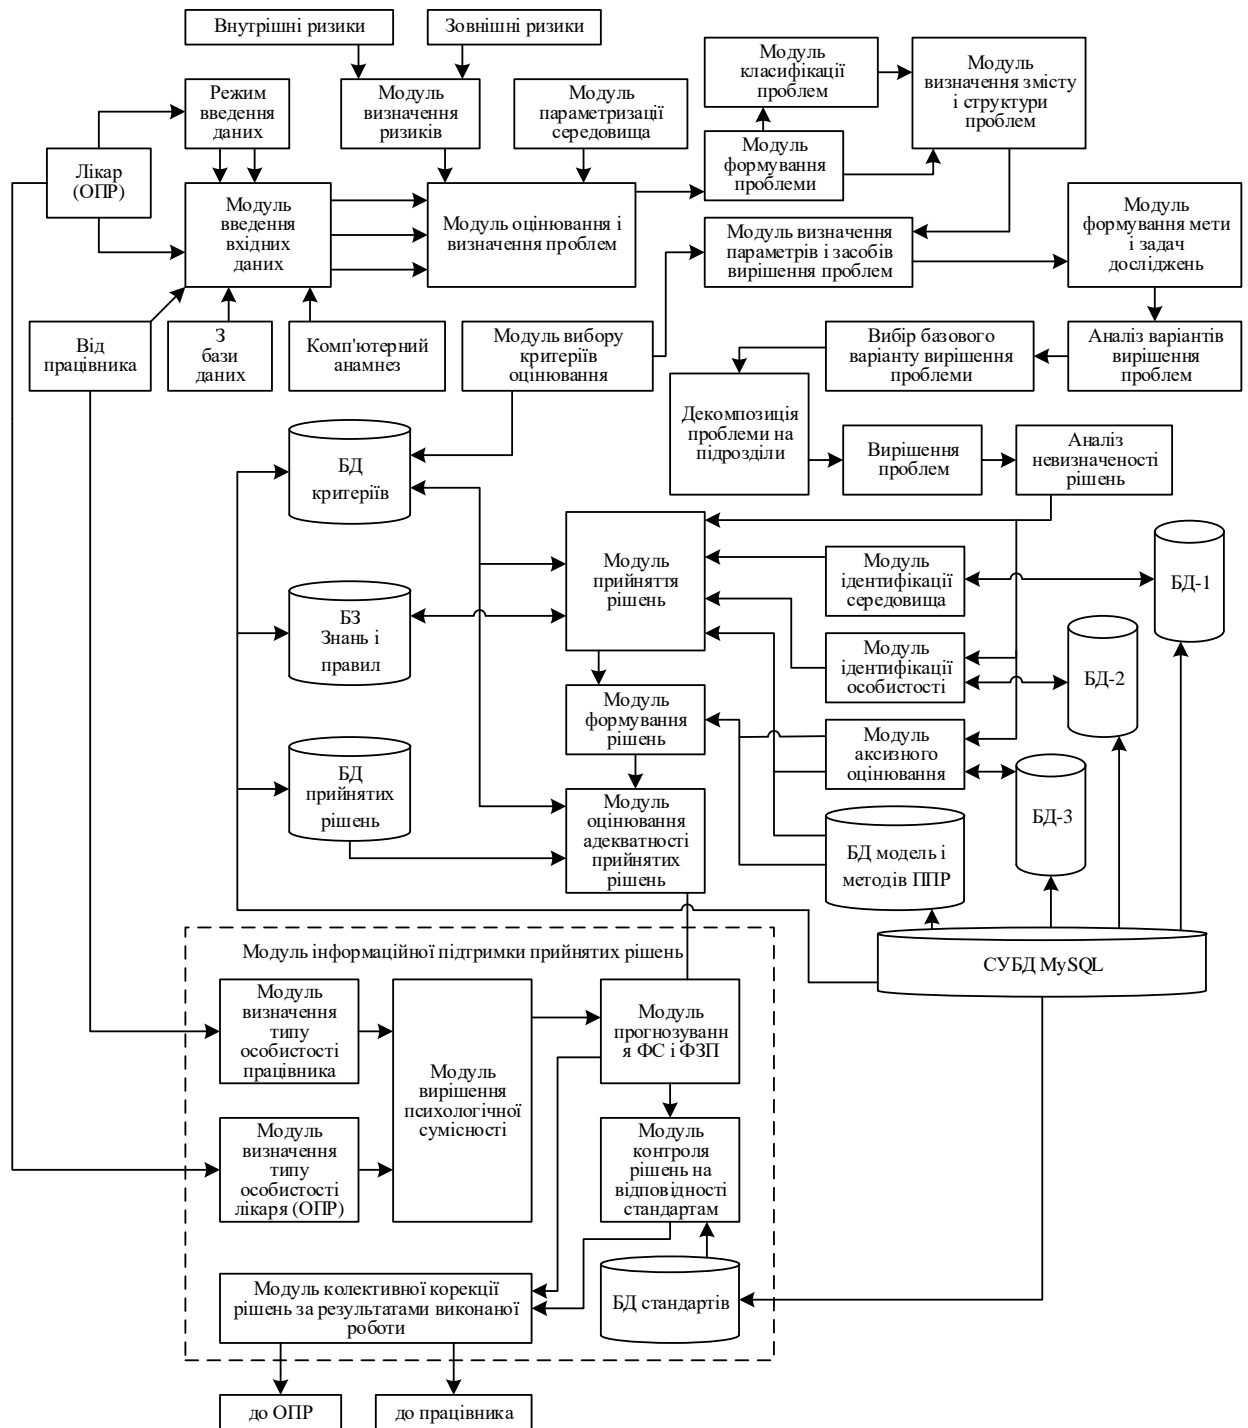 Внутрішні ризики
Зовнішні ризики
Режим
введення
даних
Модуль
визначення
ризиків
Модуль
параметризації
середовища
Модуль
класифікації
проблем
Модуль
визначення змісту
і структури
проблем
Лікар
(ОПР)
Модуль
формування
проблеми
Модуль
введення
вхідних
даних
Модуль оцінювання і
визначення проблем
Модуль визначення
параметрів і засобів
вирішення проблем
Модуль
формування мети
і задач
досліджень
Від
працівника
З
бази
даних
Комп'ютерний
анамнез
Модуль вибору
критеріїв
оцінювання
Вибір базового
варіанту вирішення
проблеми
Аналіз варіантів
вирішення
проблем
Декомпозиція
проблеми на
підрозділи
Вирішення
проблем
Аналіз
невизначеності
рішень
БД
критеріїв
Модуль
прийняття
рішень
Модуль
ідентифікації
середовища
БД-1
БЗ
Знань і
правил
Модуль
ідентифікації
особистості
БД-2
Модуль
формування
рішень
Модуль
аксизного
оцінювання
БД
прийнятих
рішень
Модуль
оцінювання
адекватності
прийнятих
рішень
БД-3
БД модель і
методів ППР
СУБД MySQL
Модуль інформаційної підтримки прийнятих рішень
Модуль
визначення
типу
особистості
працівника
Модуль
вирішення
психологічної
сумісності
Модуль
прогнозуванн
я ФС і ФЗП
Модуль
визначення
типу
особистості
лікаря (ОПР)
Модуль
контроля
рішень на
відповідності
стандартам
Модуль колективної корекції
рішень за результатами виконаної
роботи
БД стандартів
до ОПР
до працівника